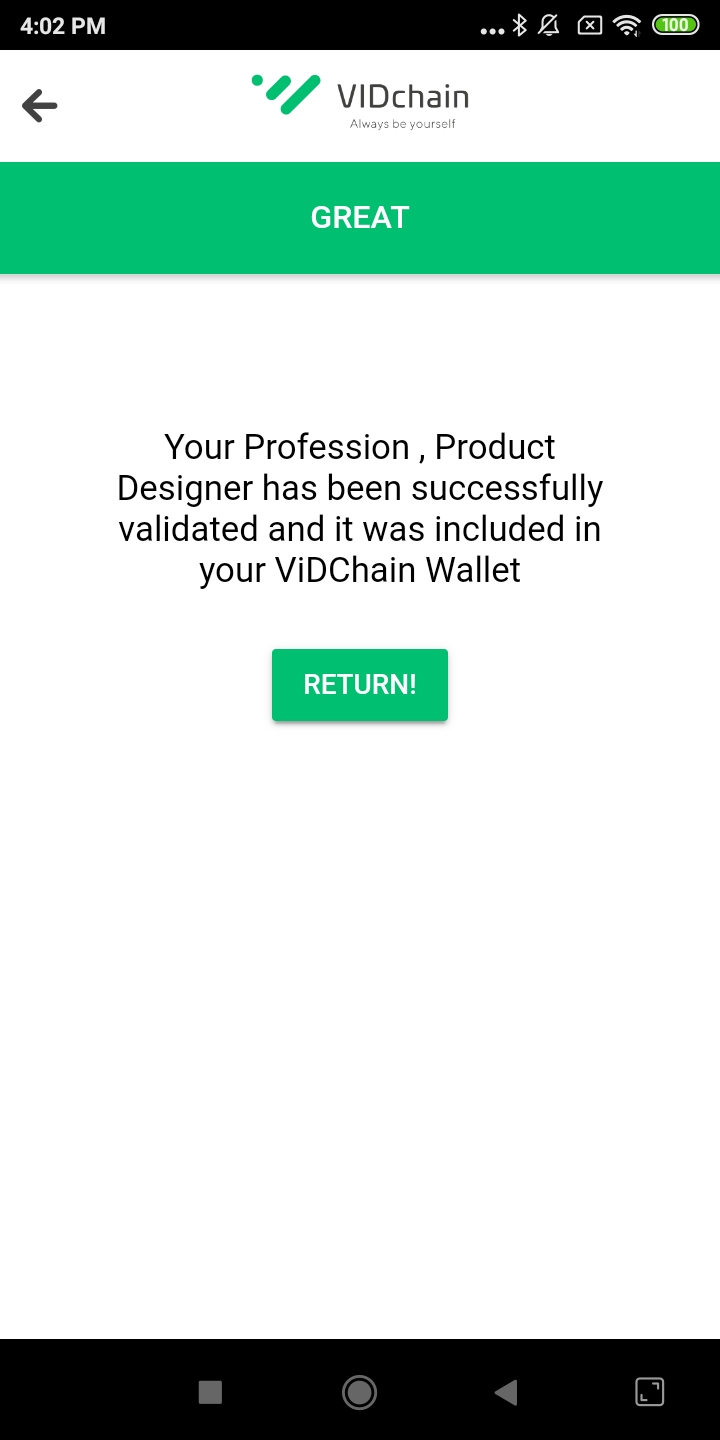 4:02 PM
100
VIDchain
Always be yourself
GREAT
Your Profession , Product
Designer has been successfully
validated and it was included in
your ViDChain Wallet
RETURN!